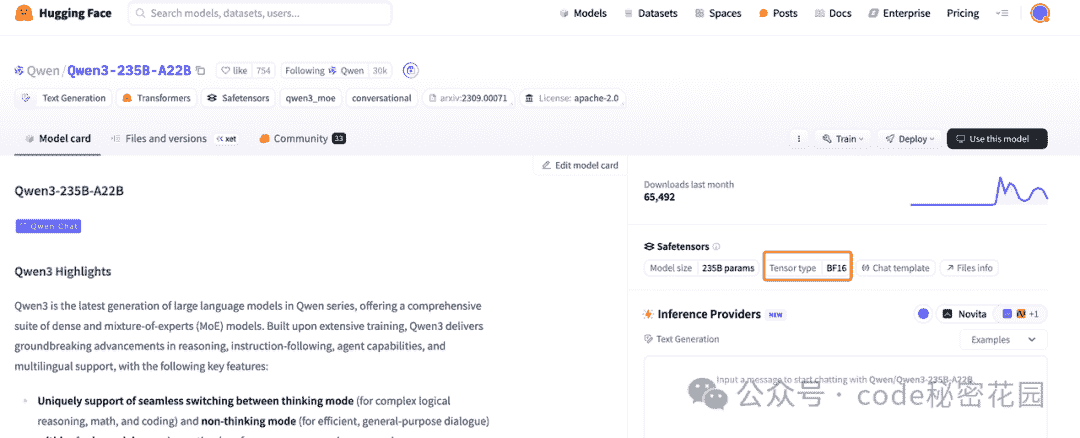 Hugging Face
Search models, datasets, users...
Models
Datasets
Spaces
Posts
Docs
Enterprise
Pricing
Qwen/Qwen3-235B-A22B
like 754
Following Qwen 30k
Text Generation
Transformers
Safetensors
qwen3_moe
conversational
arxiv:2309.00071
License: apache-2.0
Model card
Files and versions
xet
Community 33
Train
Deploy
Use this model
Edit model card
Qwen3-235B-A22B
Qwen Chat
Qwen3 Highlights
Qwen3 is the latest generation of large language models in Qwen series, offering a comprehensive
suite of dense and mixture-of-experts (MoE) models. Built upon extensive training, Qwen3 delivers
groundbreaking advancements in reasoning, instruction-following, agent capabilities, and
multilingual support, with the following key features:
Uniquely support of seamless switching between thinking mode (for complex logical
reasoning, math, and coding) and non-thinking mode (for efficient, general-purpose dialogue)
Downloads last month
65,492
Safetensors
Model size 235B params
Tensor type BF16
Chat template
Files info
Inference Providers NEW
Novita
+1
Text Generation
Examples
Input a message to start chatting with Qwen/Qwen3-235B-A22B.
公众号 · code秘密花园